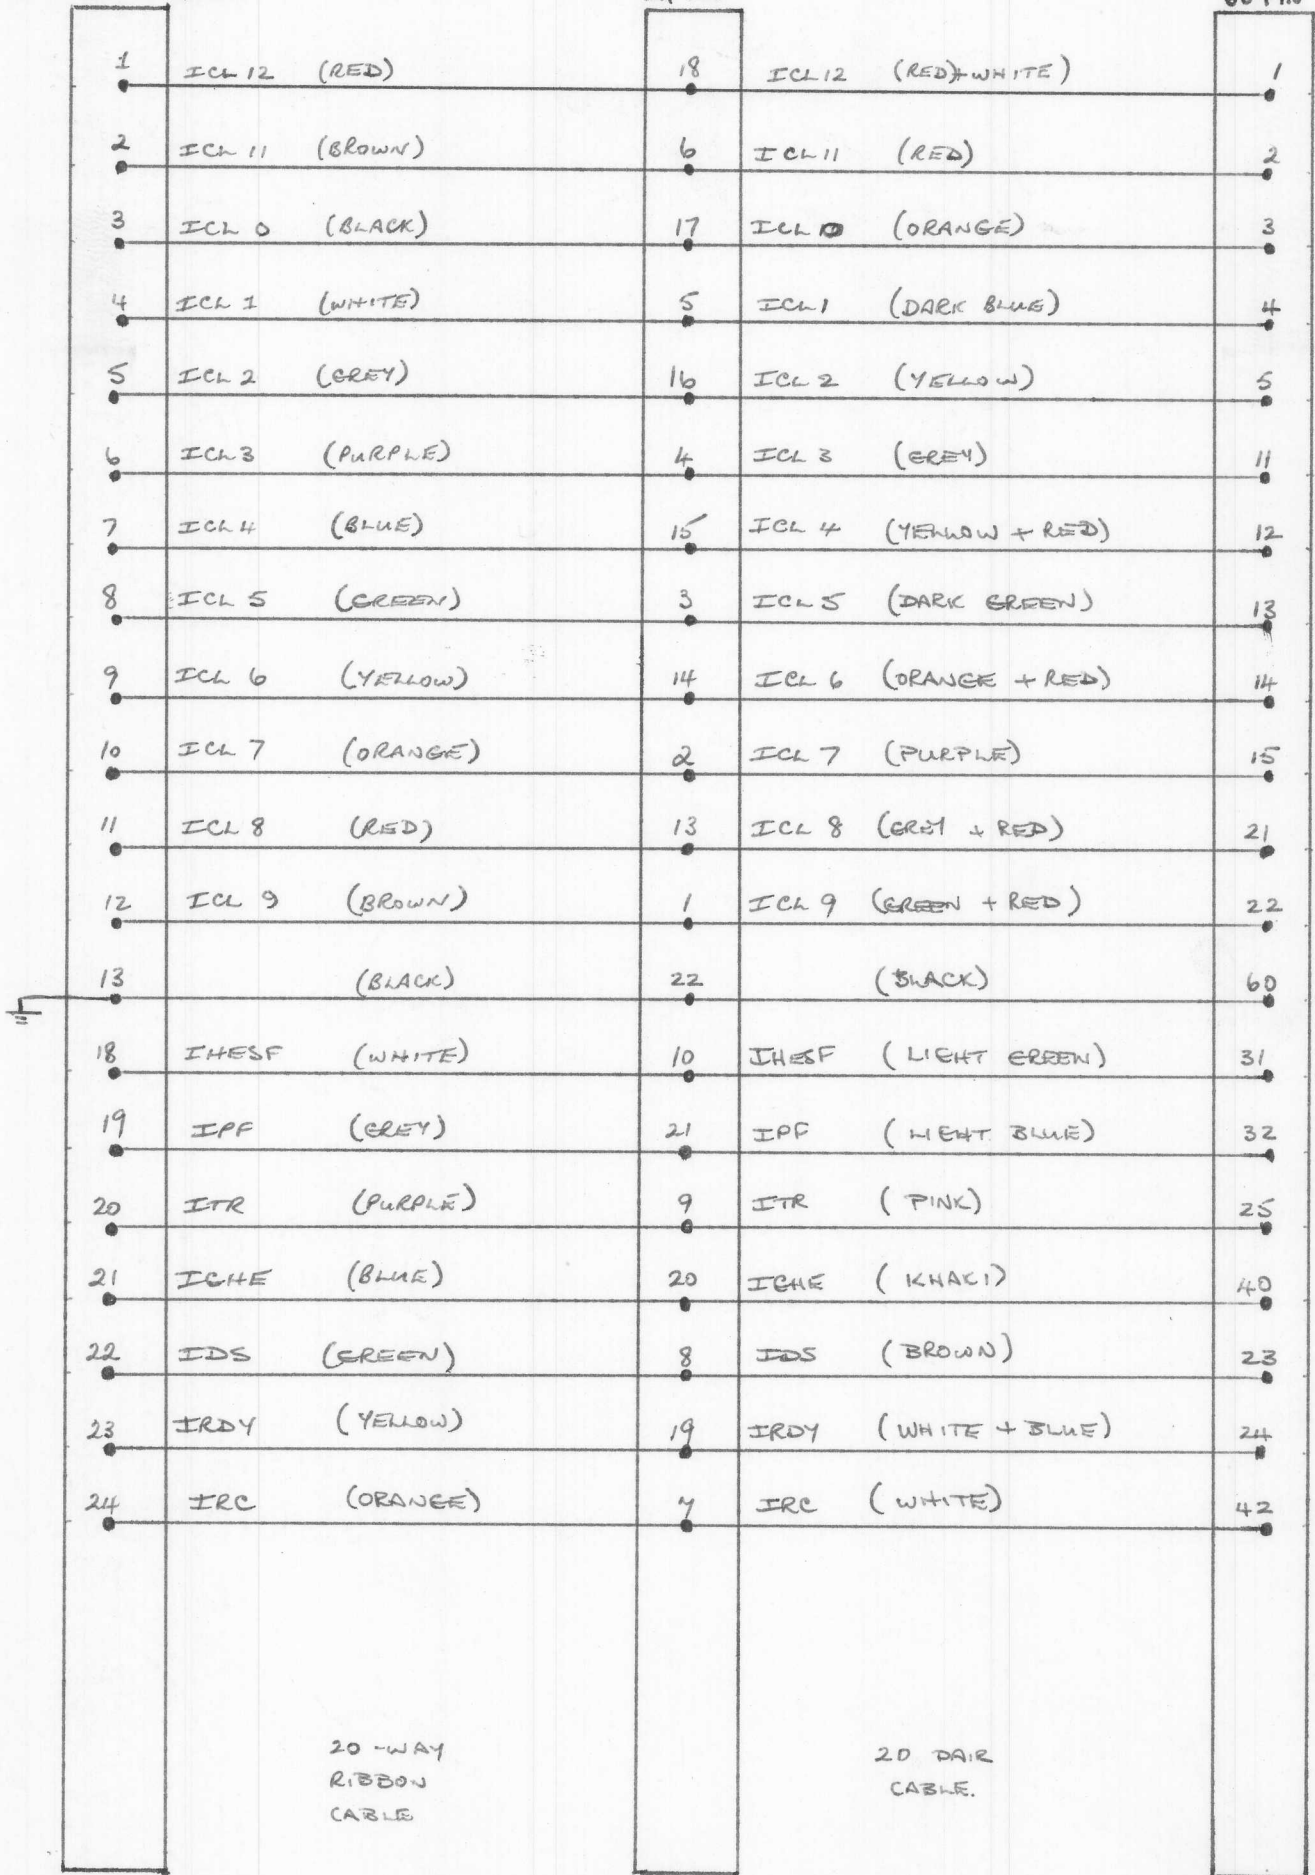 1 ICL 12 (RED) 18 ICL 12 (RED+WHITE) 1
2 ICL 11 (BROWN) 6 ICL 11 (RED) 2
3 ICL 0 (BLACK) 17 ICL 0 (ORANGE) 3
4 ICL 1 (WHITE) 5 ICL 1 (DARK BLUE) 4
5 ICL 2 (GREY) 16 ICL 2 (YELLOW) 5
6 ICL 3 (PURPLE) 4 ICL 3 (GREY) 11
7 ICL 4 (BLUE) 15 ICL 4 (YELLOW + RED) 12
8 ICL 5 (GREEN) 3 ICL 5 (DARK GREEN) 13
9 ICL 6 (YELLOW) 14 ICL 6 (ORANGE + RED) 14
10 ICL 7 (ORANGE) 2 ICL 7 (PURPLE) 15
11 ICL 8 (RED) 13 ICL 8 (GREY + RED) 21
12 ICL 9 (BROWN) 1 ICL 9 (GREEN + RED) 22
13 (BLACK) 22 (BLACK) 60
18 IHESF (WHITE) 10 IHESF (LIGHT GREEN) 31
19 IPF (GREY) 21 IPF (LIGHT BLUE) 32
20 ITR (PURPLE) 9 ITR (PINK) 25
21 IGHE (BLUE) 20 IGHE (KHAKI) 40
22 IDS (GREEN) 8 IDS (BROWN) 23
23 IRDY (YELLOW) 19 IRDY (WHITE + BLUE) 24
24 IRC (ORANGE) 7 IRC (WHITE) 42
20-WAY
RIBBON
CABLE
20 PAIR
CABLE.